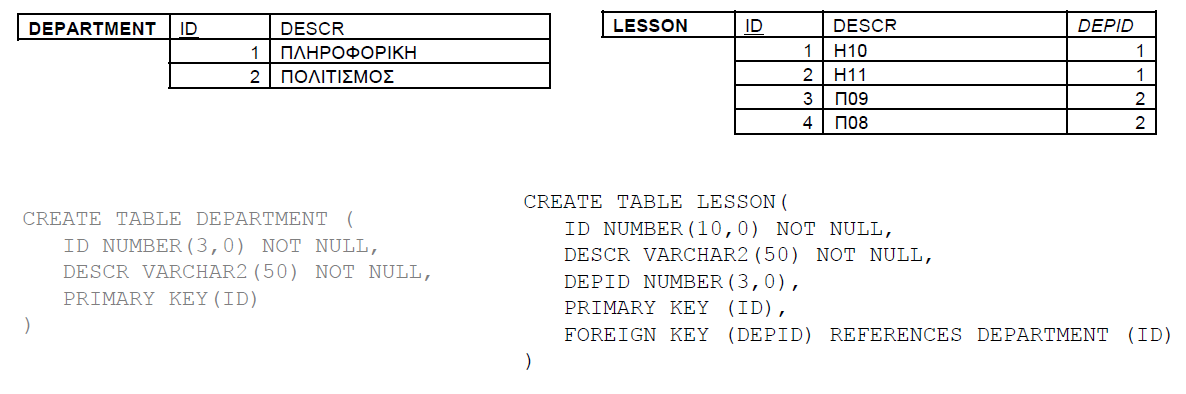 DEPARTMENT ID DESCR
1 ΠΛΗΡΟΦΟΡΙΚΗ
2 ΠΟΛΙΤΙΣΜΟΣ
LESSON ID DESCR DEPID
1 Η10 1
2 Η11 1
3 Π09 2
4 Π08 2
CREATE TABLE DEPARTMENT (
ID NUMBER(3,0) NOT NULL,
DESCR VARCHAR2(50) NOT NULL,
PRIMARY KEY(ID)
)
CREATE TABLE LESSON(
ID NUMBER(10,0) NOT NULL,
DESCR VARCHAR2(50) NOT NULL,
DEPID NUMBER(3,0),
PRIMARY KEY (ID),
FOREIGN KEY (DEPID) REFERENCES DEPARTMENT (ID)
)